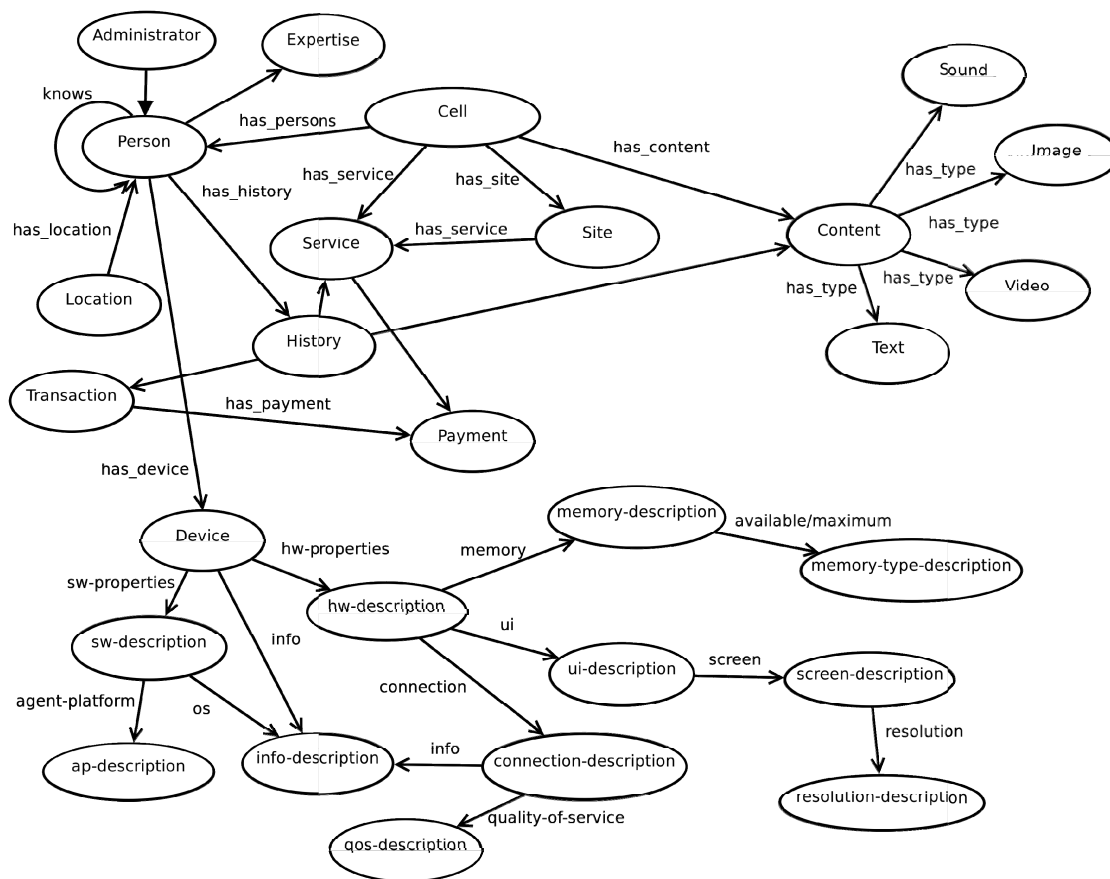 Administrator
Expertise
Sound
knows
Cell
has_persons
Person
has_content
Image
has_type
has_service
has_site
has_history
has_type
has_location
Service
has_service
Site
Content
has_type
has_type
Video
Location
History
Text
Transaction
has_payment
Payment
has_device
memory-description
available/maximum
Device
hw-properties
memory
memory-type-description
sw-properties
hw-description
sw-description
info
ui
ui-description
screen
screen-description
connection
agent-platform
os
resolution
info-description
info
connection-description
ap-description
resolution-description
quality-of-service
qos-description